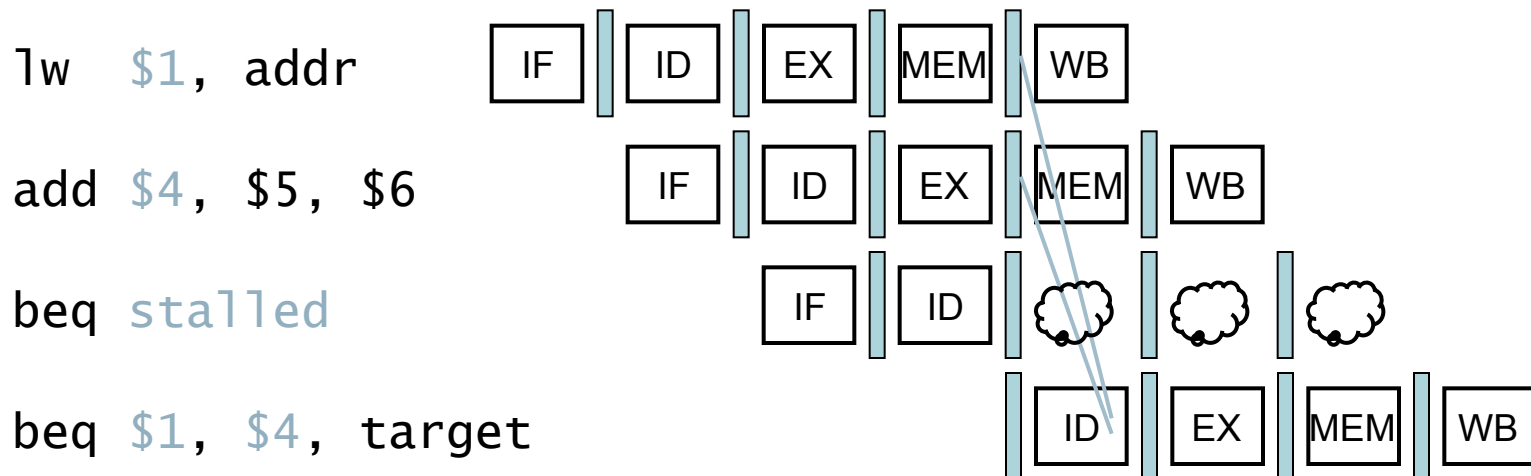 lw $1, addr IF ID EX MEM WB
add $4, $5, $6 IF ID EX MEM WB
beq stalled IF ID
beq $1, $4, target ID EX MEM WB